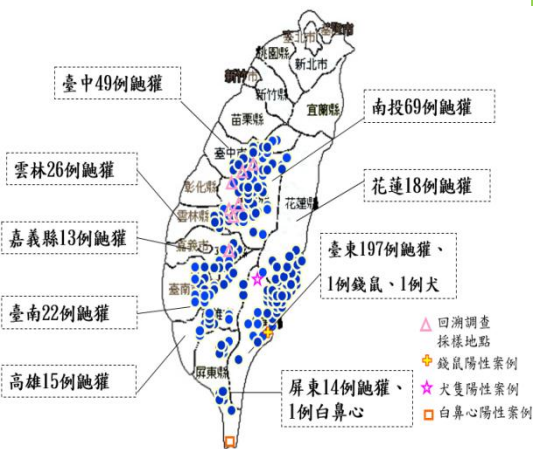 臺北市
桃園縣
新北市
新竹縣
宜蘭縣
苗栗縣
臺中市
彰化縣
花蓮縣
雲林縣
嘉義市
臺南
屏東縣
臺中49例鼬獾
南投69例鼬獾
雲林26例鼬獾
花蓮18例鼬獾
嘉義縣13例鼬獾
臺東197例鼬獾、
1例錢鼠、1例犬
臺南22例鼬獾
高雄15例鼬獾
屏東14例鼬獾、
1例白鼻心
回溯調查
採樣地點
錢鼠陽性案例
犬隻陽性案例
白鼻心陽性案例